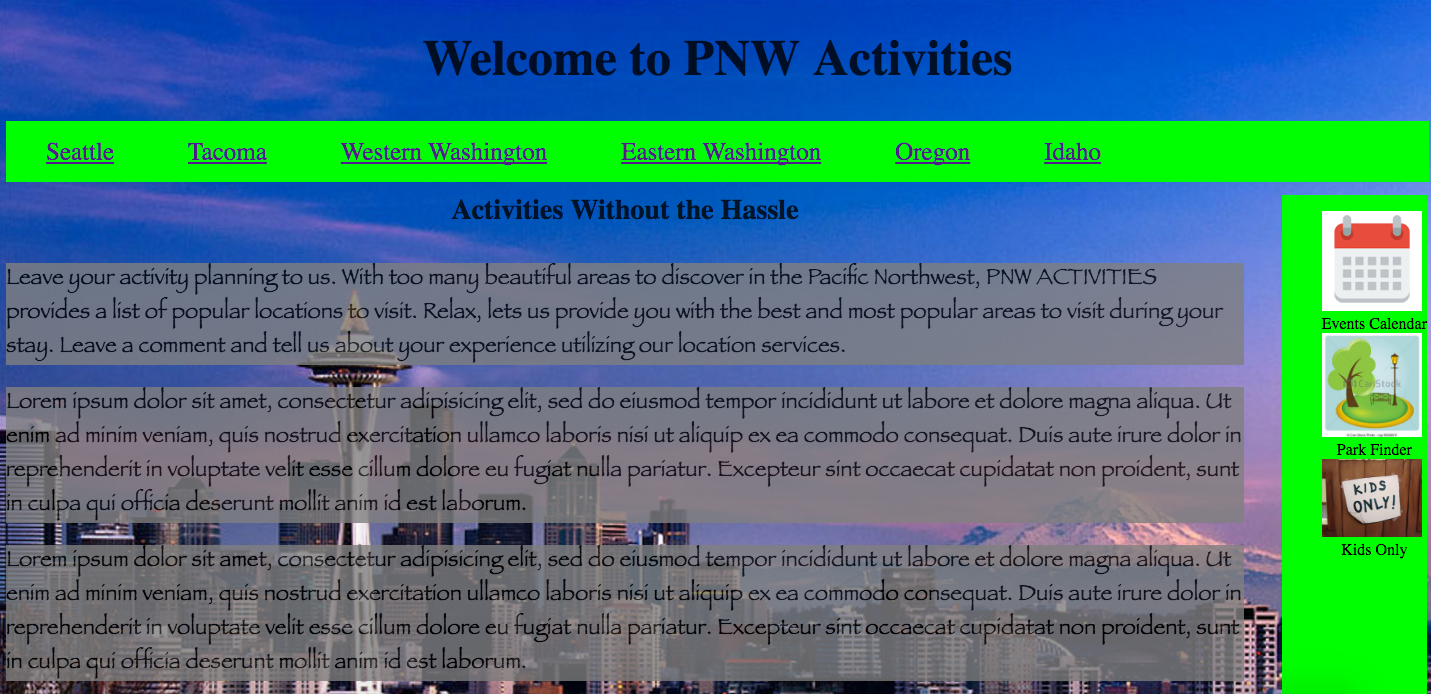 Welcome to PNW Activities
Seattle Tacoma Western Washington Eastern Washington Oregon Idaho
Activities Without the Hassle
Leave your activity planning to us. With too many beautiful areas to discover in the Pacific Northwest, PNW ACTIVITIES
provides a list of popular locations to visit. Relax, lets us provide you with the best and most popular areas to visit during your
stay. Leave a comment and tell us about your experience utilizing our location services.
Lorem ipsum dolor sit amet, consectetur adipisicing elit, sed do eiusmod tempor incididunt ut labore et dolore magna aliqua. Ut
enim ad minim veniam, quis nostrud exercitation ullamco laboris nisi ut aliquip ex ea commodo consequat. Duis aute irure dolor in
reprehenderit in voluptate velit esse cillum dolore eu fugiat nulla pariatur. Excepteur sint occaecat cupidatat non proident, sunt
in culpa qui officia deserunt mollit anim id est laborum.
Lorem ipsum dolor sit amet, consectetur adipisicing elit, sed do eiusmod tempor incididunt ut labore et dolore magna aliqua. Ut
enim ad minim veniam, quis nostrud exercitation ullamco laboris nisi ut aliquip ex ea commodo consequat. Duis aute irure dolor in
reprehenderit in voluptate velit esse cillum dolore eu fugiat nulla pariatur. Excepteur sint occaecat cupidatat non proident, sunt
in culpa qui officia deserunt mollit anim id est laborum.
Events Calendar
Park Finder
KIDS
ONLY!
Kids Only